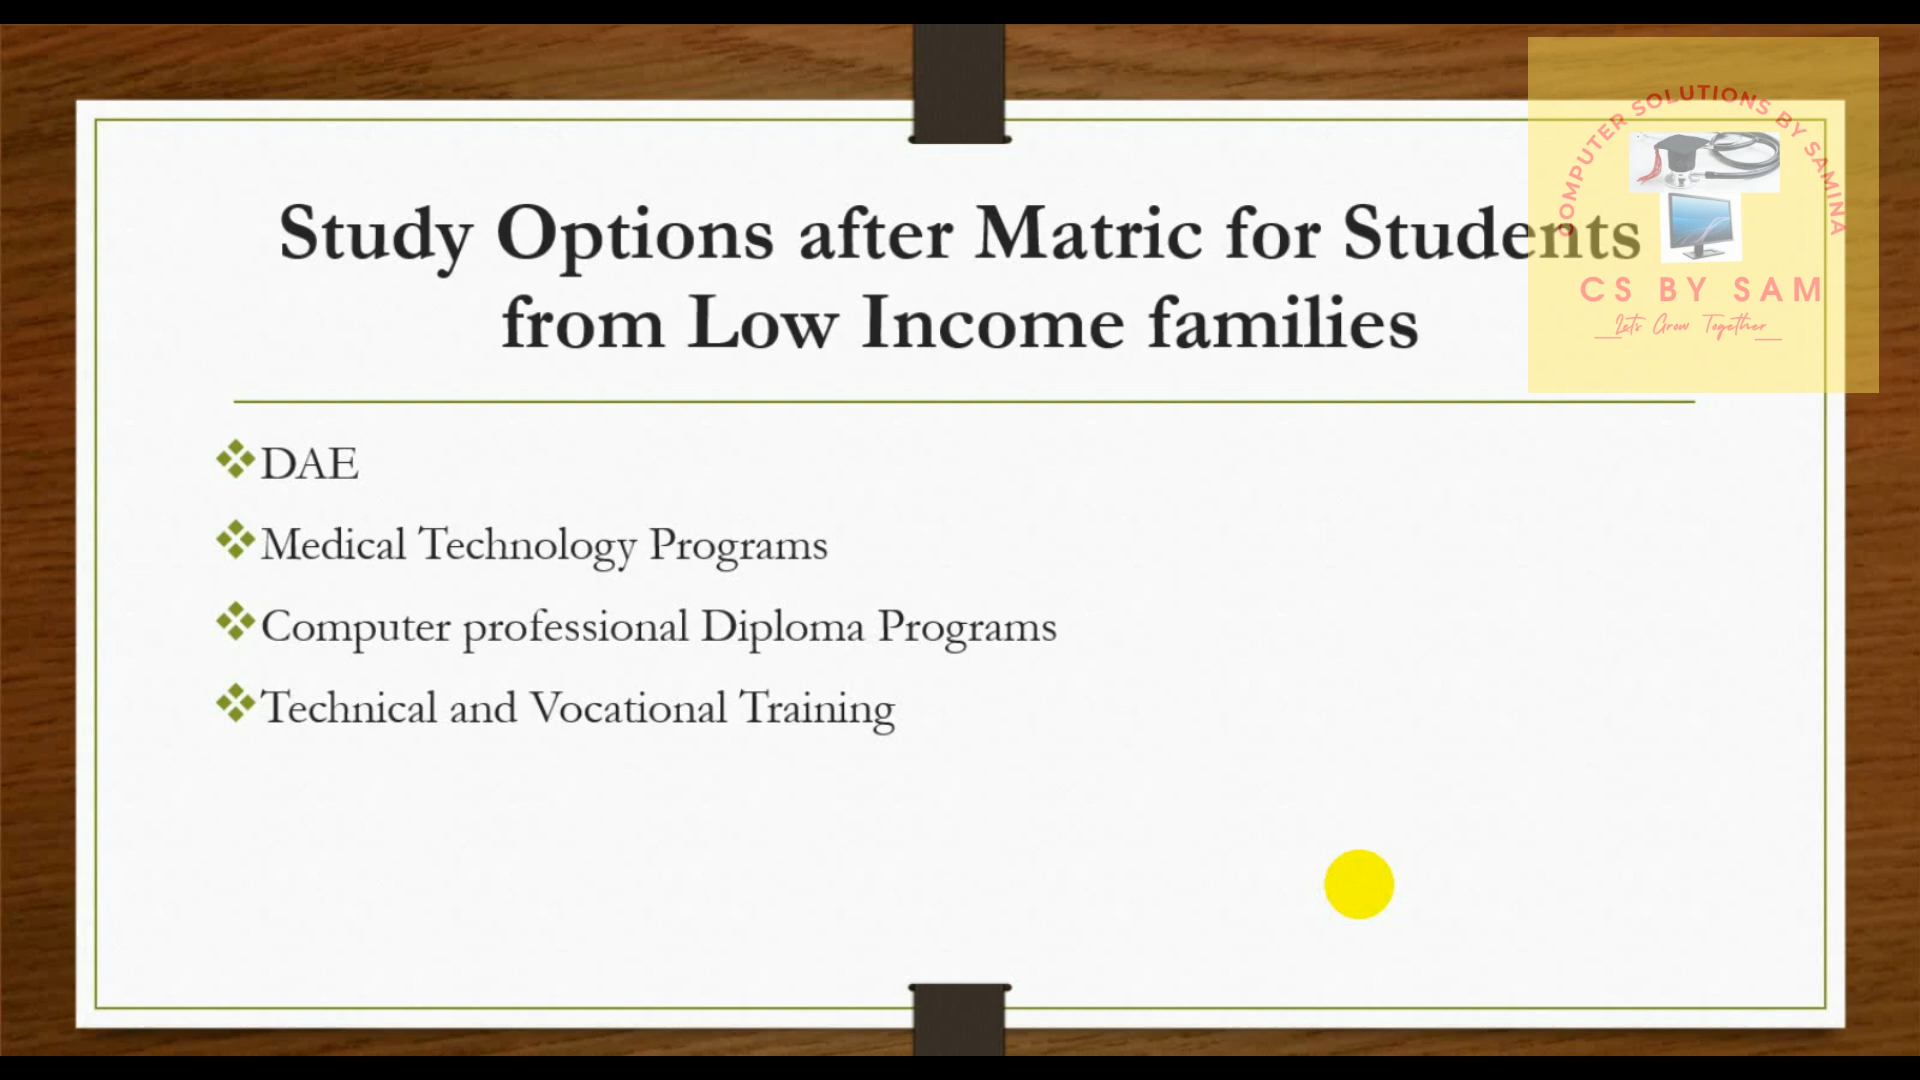 Study Options after Matric for Students
from Low Income families
DAE
Medical Technology Programs
Computer professional Diploma Programs
Technical and Vocational Training
COMPUTER SOLUTIONS BY SAMINA
CS BY SAM
Let's Grow Together